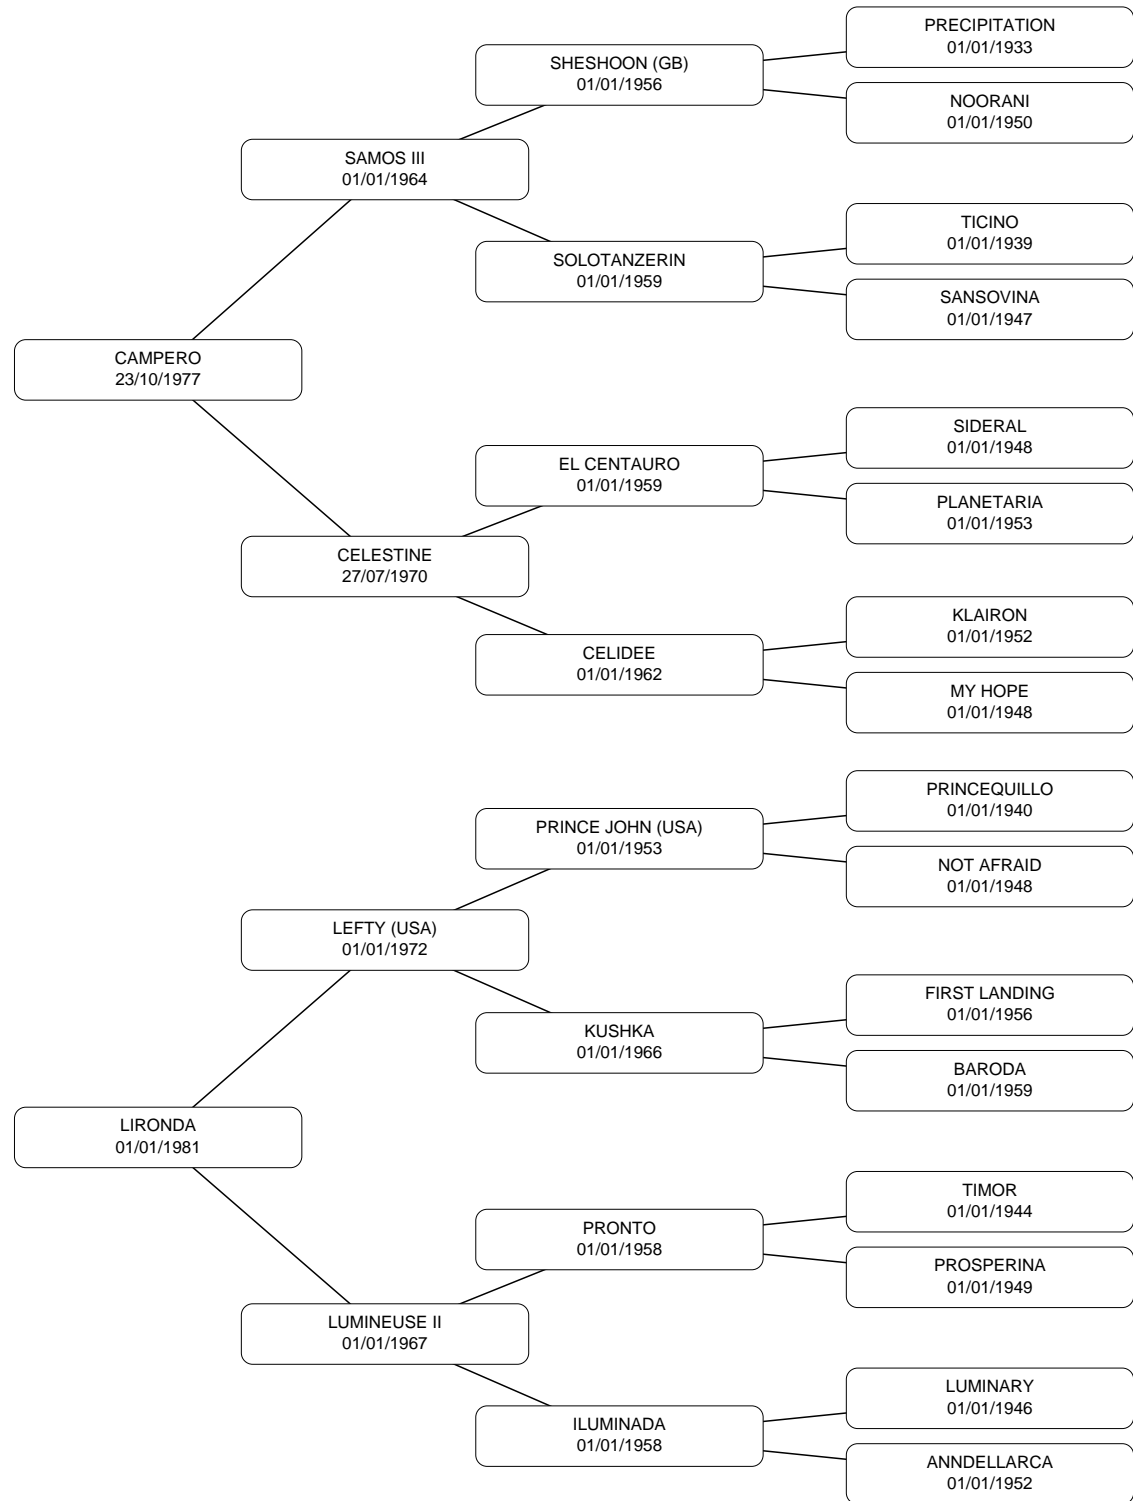 PRECIPITATION
01/01/1933
SHESHOON (GB)
01/01/1956
NOORANI
01/01/1950
SAMOS III
01/01/1964
TICINO
01/01/1939
SOLOTANZERIN
01/01/1959
SANSOVINA
01/01/1947
CAMPERO
23/10/1977
SIDERAL
01/01/1948
EL CENTAURO
01/01/1959
PLANETARIA
01/01/1953
CELESTINE
27/07/1970
KLAIRON
01/01/1952
CELIDEE
01/01/1962
MY HOPE
01/01/1948
PRINCEQUILLO
01/01/1940
PRINCE JOHN (USA)
01/01/1953
NOT AFRAID
01/01/1948
LEFTY (USA)
01/01/1972
FIRST LANDING
01/01/1956
KUSHKA
01/01/1966
BARODA
01/01/1959
LIRONDA
01/01/1981
TIMOR
01/01/1944
PRONTO
01/01/1958
PROSPERINA
01/01/1949
LUMINEUSE II
01/01/1967
LUMINARY
01/01/1946
ILUMINADA
01/01/1958
ANNDELLARCA
01/01/1952